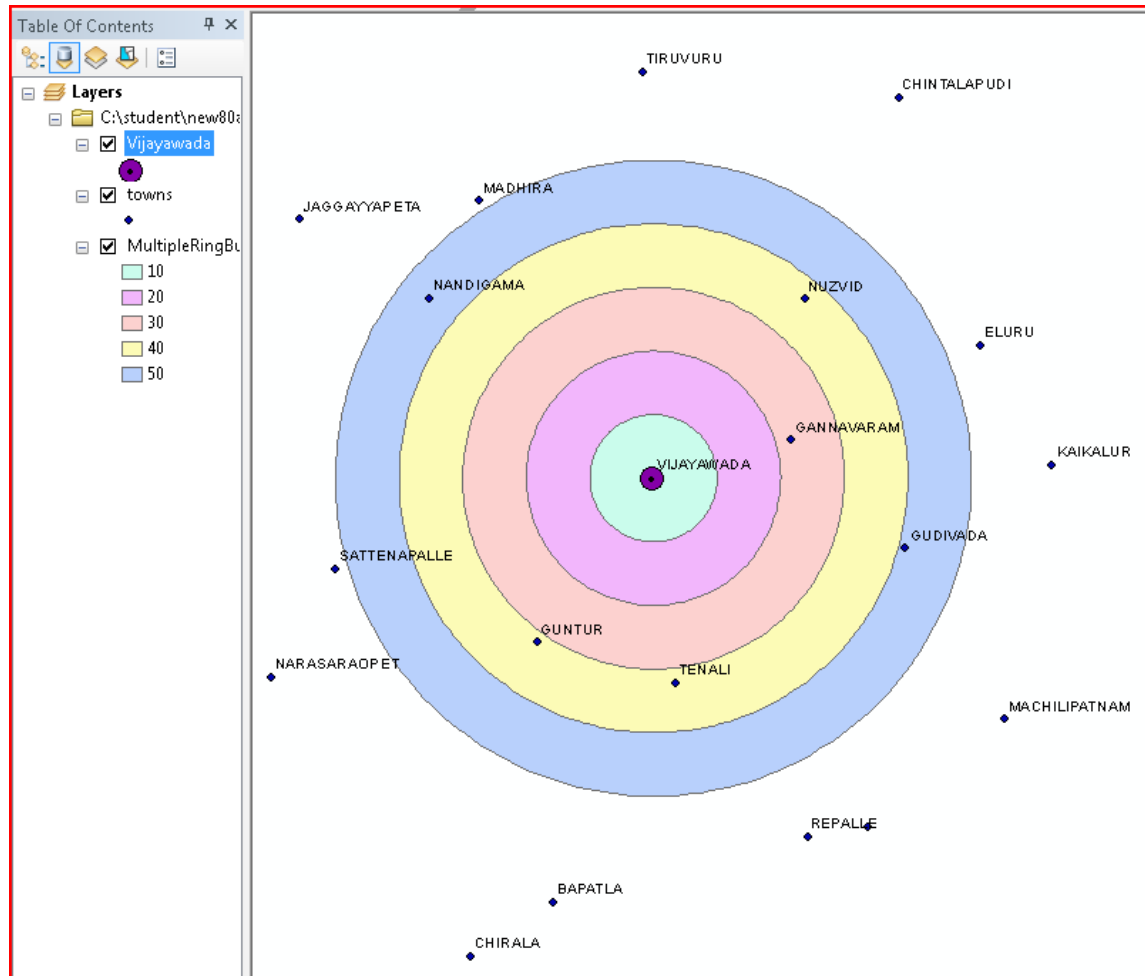 Table Of Contents
Layers
C:\student\new80a
Vijayawada
towns
MultipleRingBu
10
20
30
40
50
TIRUVURU
CHINTALAPUDI
MADHIRA
JAGGAYYAPETA
NANDIGAMA
NUZVID
ELURU
GANNAVARAM
KAIKALUR
VIJAYAWADA
GUDIVADA
SATTENAPALLE
GUNTUR
NARASARAOPET
TENALI
MACHILIPATNAM
REPALLE
BAPATLA
CHIRALA